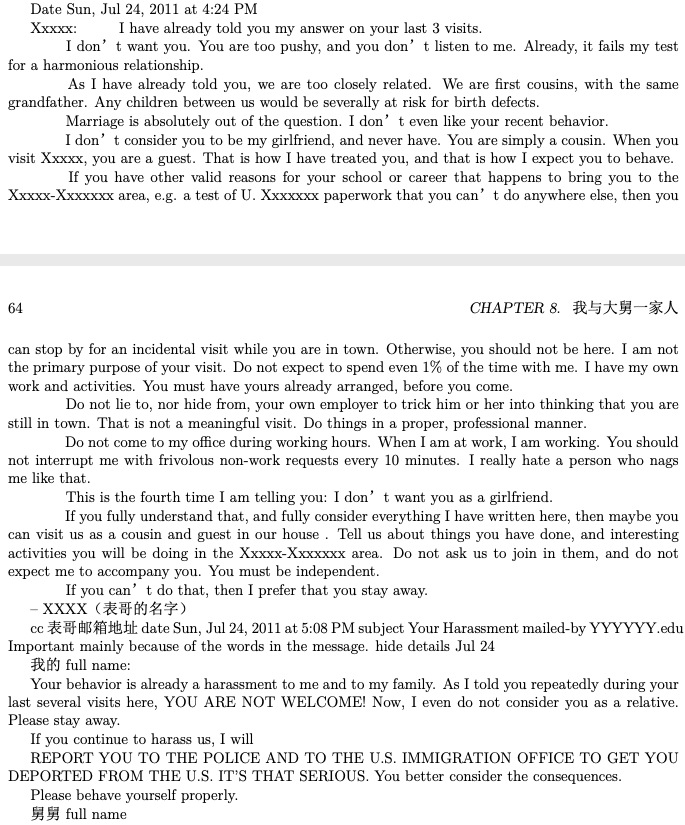 Date Sun, Jul 24, 2011 at 4:24 PM
Xxxxx: I have already told you my answer on your last 3 visits.
I don’t want you. You are too pushy, and you don’t listen to me. Already, it fails my test
for a harmonious relationship.
As I have already told you, we are too closely related. We are first cousins, with the same
grandfather. Any children between us would be severally at risk for birth defects.
Marriage is absolutely out of the question. I don’t even like your recent behavior.
I don’t consider you to be my girlfriend, and never have. You are simply a cousin. When you
visit Xxxxx, you are a guest. That is how I have treated you, and that is how I expect you to behave.
If you have other valid reasons for your school or career that happens to bring you to the
Xxxxx-Xxxxxxx area, e.g. a test of U. Xxxxxxx paperwork that you can’t do anywhere else, then you
64 CHAPTER 8. 我与大舅一家人
can stop by for an incidental visit while you are in town. Otherwise, you should not be here. I am not
the primary purpose of your visit. Do not expect to spend even 1% of the time with me. I have my own
work and activities. You must have yours already arranged, before you come.
Do not lie to, nor hide from, your own employer to trick him or her into thinking that you are
still in town. That is not a meaningful visit. Do things in a proper, professional manner.
Do not come to my office during working hours. When I am at work, I am working. You should
not interrupt me with frivolous non-work requests every 10 minutes. I really hate a person who nags
me like that.
This is the fourth time I am telling you: I don’t want you as a girlfriend.
If you fully understand that, and fully consider everything I have written here, then maybe you
can visit us as a cousin and guest in our house . Tell us about things you have done, and interesting
activities you will be doing in the Xxxxx-Xxxxxxx area. Do not ask us to join in them, and do not
expect me to accompany you. You must be independent.
If you can’t do that, then I prefer that you stay away.
– XXXX（表哥的名字）
cc 表哥邮箱地址 date Sun, Jul 24, 2011 at 5:08 PM subject Your Harassment mailed-by YYYYYY.edu
Important mainly because of the words in the message. hide details Jul 24
我的 full name:
Your behavior is already a harassment to me and to my family. As I told you repeatedly during your
last several visits here, YOU ARE NOT WELCOME! Now, I even do not consider you as a relative.
Please stay away.
If you continue to harass us, I will
REPORT YOU TO THE POLICE AND TO THE U.S. IMMIGRATION OFFICE TO GET YOU
DEPORTED FROM THE U.S. IT’S THAT SERIOUS. You better consider the consequences.
Please behave yourself properly.
舅舅 full name